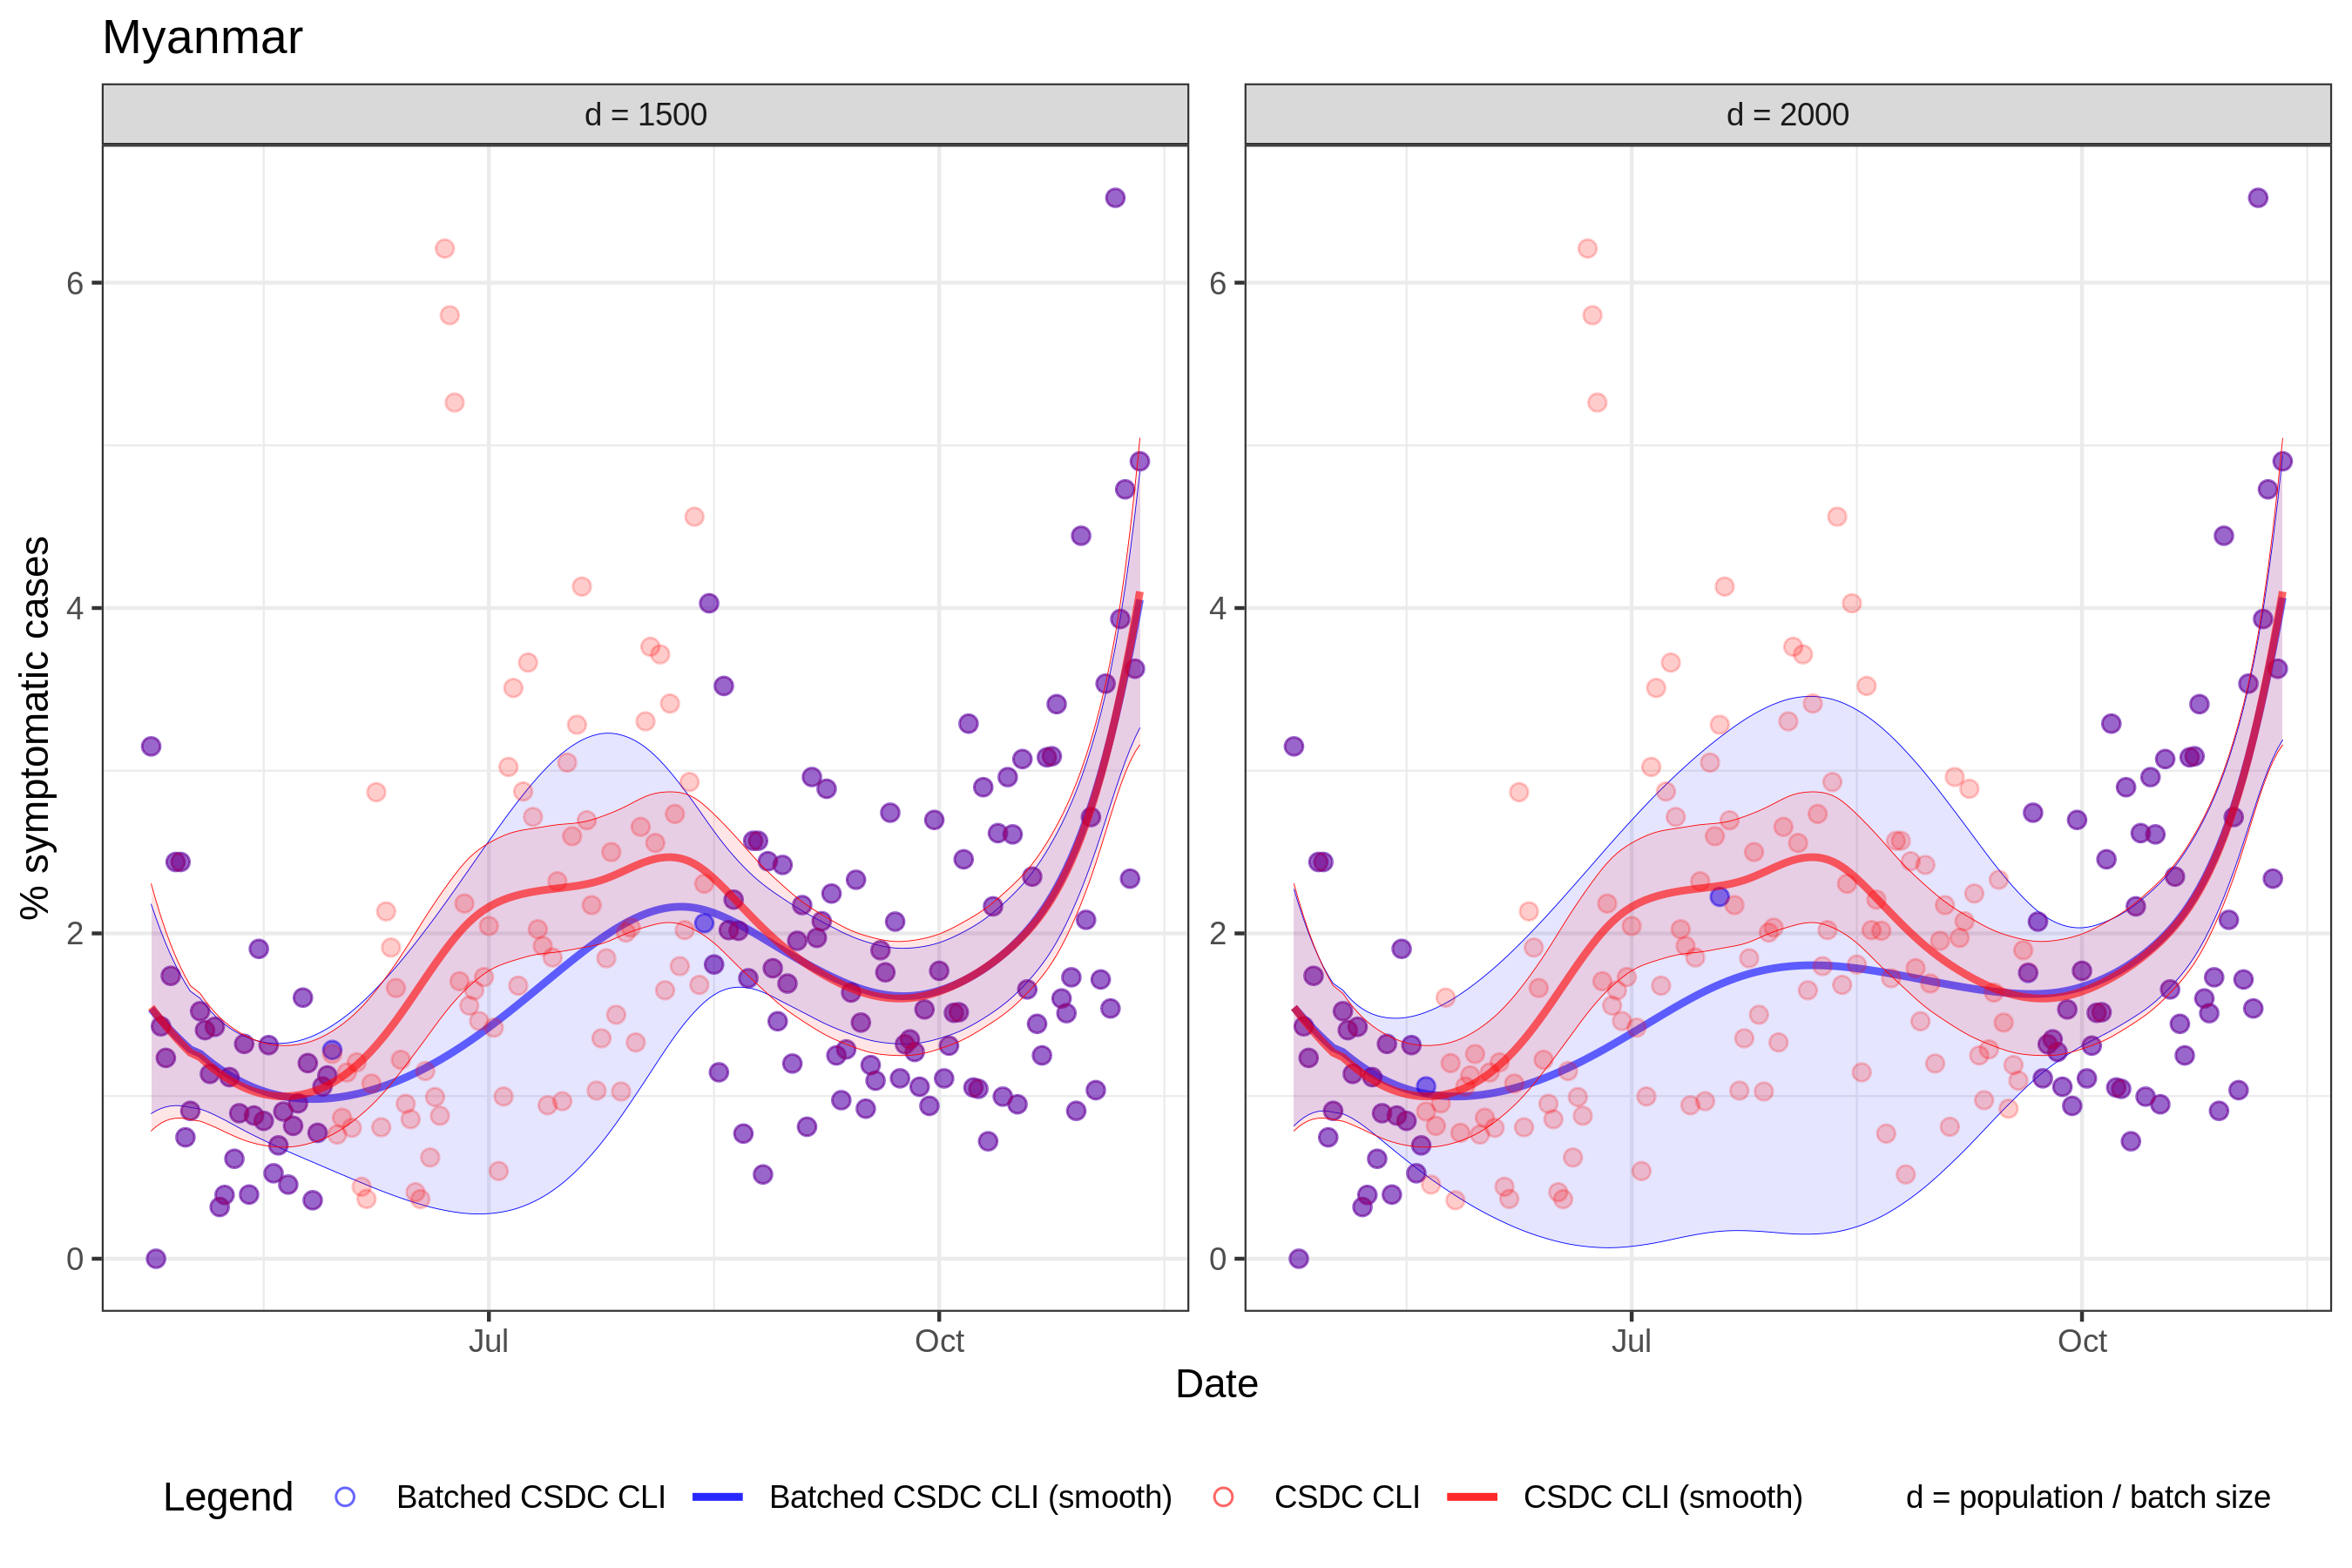 Myanmar
d = 1500
d = 2000
% symptomatic cases
6
4
2
0
6
4
2
0
Jul
Oct
Jul
Oct
Date
Legend Batched CSDC CLI Batched CSDC CLI (smooth) CSDC CLI CSDC CLI (smooth) d = population / batch size